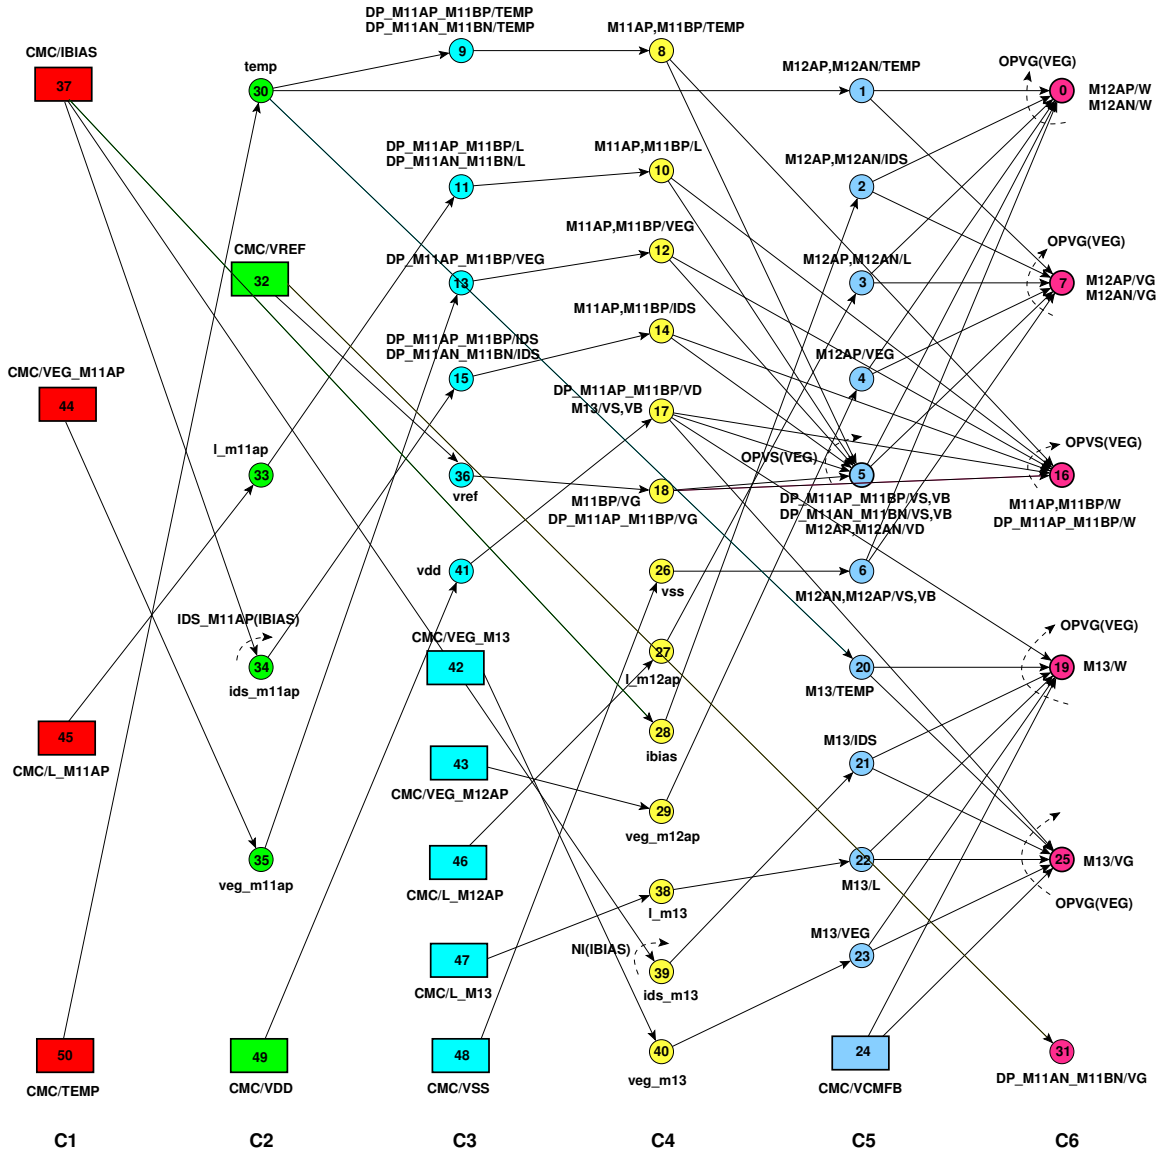 DP_M11AP_M11BP/TEMP
DP_M11AN_M11BN/TEMP
M11AP,M11BP/TEMP
CMC/IBIAS
37
temp
30
9
8
M12AP,M12AN/TEMP
1
OPVG(VEG)
0
M12AP/W
M12AN/W
DP_M11AP_M11BP/L
DP_M11AN_M11BN/L
11
M11AP,M11BP/L
10
M12AP,M12AN/IDS
2
CMC/VREF
32
DP_M11AP_M11BP/VEG
13
M11AP,M11BP/VEG
12
M12AP,M12AN/L
3
OPVG(VEG)
7
M12AP/VG
M12AN/VG
M11AP,M11BP/IDS
14
DP_M11AP_M11BP/IDS
DP_M11AN_M11BN/IDS
15
M12AP/VEG
4
CMC/VEG_M11AP
44
DP_M11AP_M11BP/VD
M13/VS,VB
17
l_m11ap
33
36
vref
18
M11BP/VG
DP_M11AP_M11BP/VG
OPVS(VEG)
5
DP_M11AP_M11BP/VS,VB
DP_M11AN_M11BN/VS,VB
M12AP,M12AN/VD
OPVS(VEG)
16
M11AP,M11BP/W
DP_M11AP_M11BP/W
vdd
41
26
vss
6
M12AN,M12AP/VS,VB
IDS_M11AP(IBIAS)
34
ids_m11ap
CMC/VEG_M13
42
27
l_m12ap
20
M13/TEMP
OPVG(VEG)
19
M13/W
45
CMC/L_M11AP
43
CMC/VEG_M12AP
28
ibias
M13/IDS
21
29
veg_m12ap
35
veg_m11ap
46
CMC/L_M12AP
38
l_m13
22
M13/L
25
M13/VG
OPVG(VEG)
47
CMC/L_M13
NI(IBIAS)
39
ids_m13
M13/VEG
23
50
CMC/TEMP
49
CMC/VDD
48
CMC/VSS
40
veg_m13
24
CMC/VCMFB
31
DP_M11AN_M11BN/VG
C1
C2
C3
C4
C5
C6